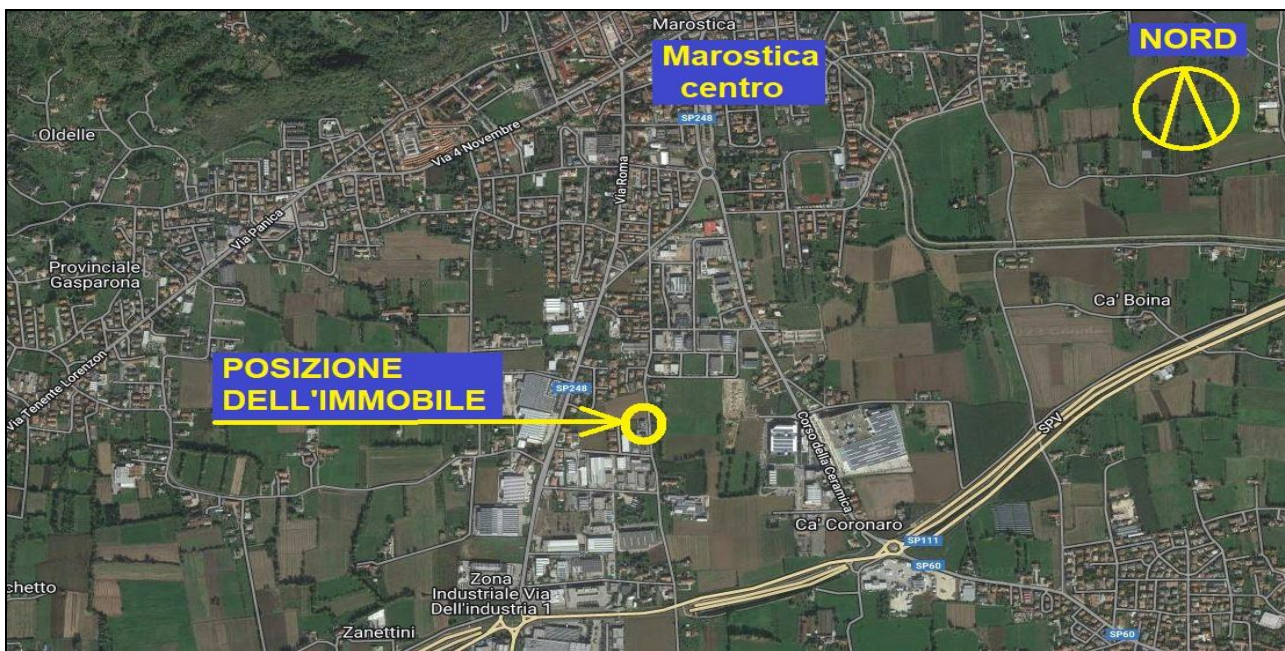 Marostica
Marostica
centro
NORD
SP248
Oldelle
Via 4 Novembre
Via Roma
Via Panica
Provinciale
Gasparona
Ca' Boina
POSIZIONE
DELL'IMMOBILE
SP248
Via Tenente Lorenzon
SPV
Corso della Ceramica
Ca' Coronaro
SP111
SP60
Zona
Industriale Via
Dell'industria 1
chetto
Zanettini
SP60